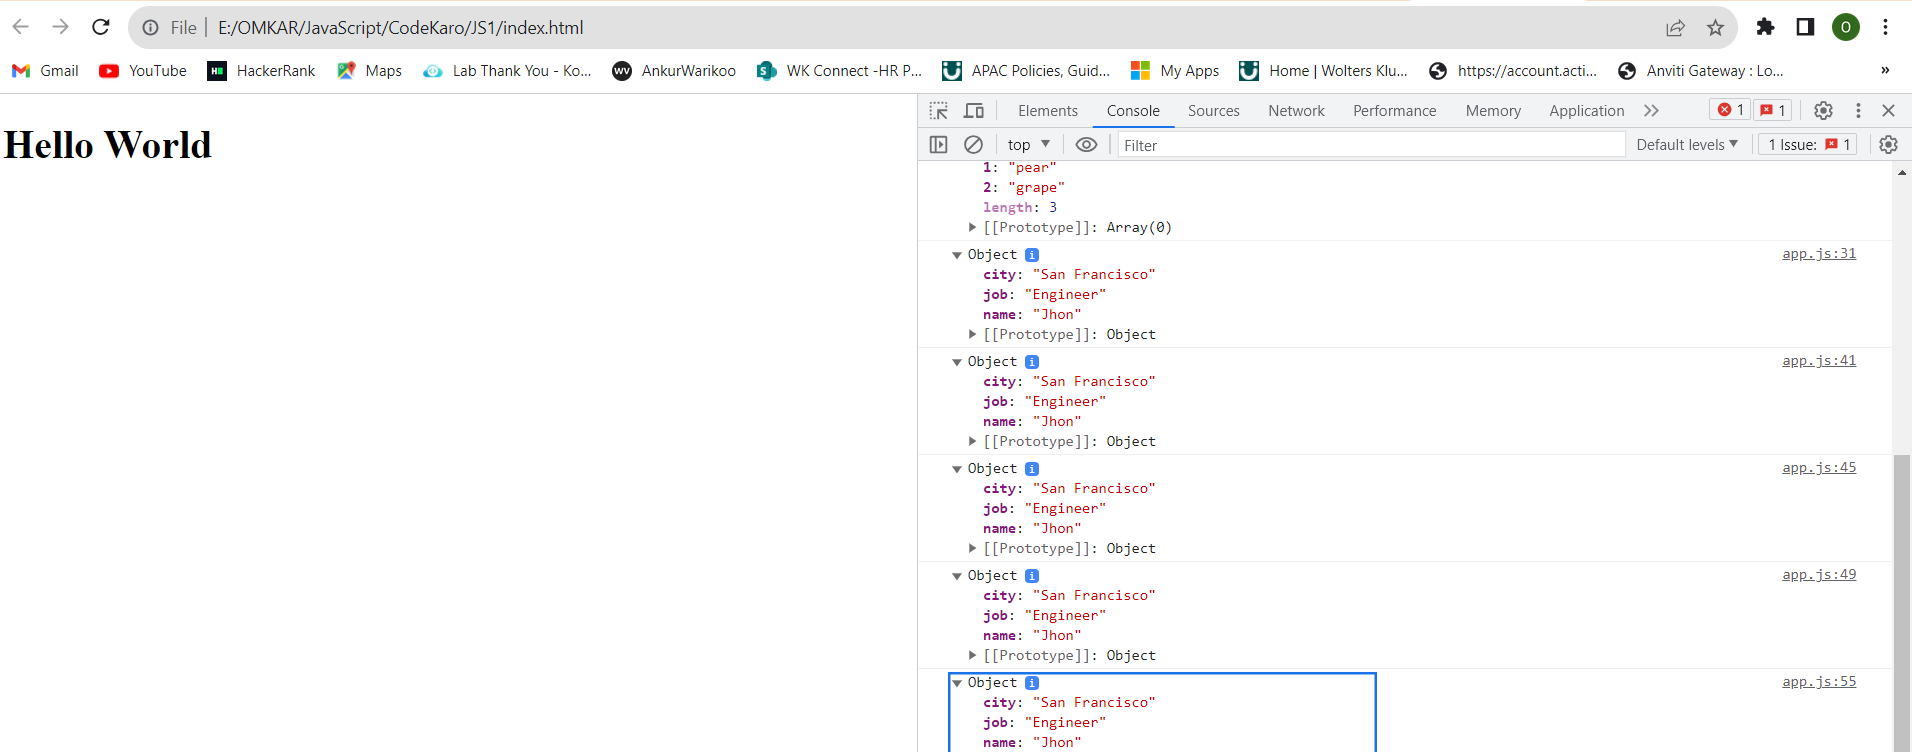 File E:/OMKAR/JavaScript/CodeKaro/JS1/index.html O
Gmail YouTube HackerRank Maps Lab Thank You - Ko... WV AnkurWarikoo S WK Connect -HR P... APAC Policies, Guid... My Apps Home | Wolters Klu... https://account.acti... Anviti Gateway : Lo... »
Hello World
Elements Console Sources Network Performance Memory Application 1 1
top Filter Default levels 1 Issue: 1
1: "pear"
2: "grape"
length: 3
[[Prototype]]: Array(0)
Object i app.js:31
city: "San Francisco"
job: "Engineer"
name: "Jhon"
[[Prototype]]: Object
Object i app.js:41
city: "San Francisco"
job: "Engineer"
name: "Jhon"
[[Prototype]]: Object
Object i app.js:45
city: "San Francisco"
job: "Engineer"
name: "Jhon"
[[Prototype]]: Object
Object i app.js:49
city: "San Francisco"
job: "Engineer"
name: "Jhon"
[[Prototype]]: Object
Object i app.js:55
city: "San Francisco"
job: "Engineer"
name: "Jhon"